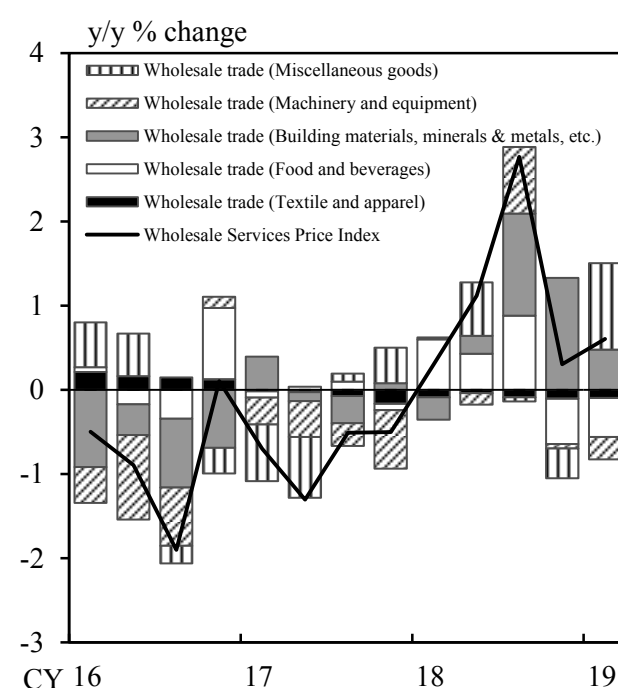 y/y % change
4
Wholesale trade (Miscellaneous goods)
Wholesale trade (Machinery and equipment)
3
Wholesale trade (Building materials, minerals & metals, etc.)
Wholesale trade (Food and beverages)
2
Wholesale trade (Textile and apparel)
Wholesale Services Price Index
1
0
-1
-2
-3
CY 16 17 18 19